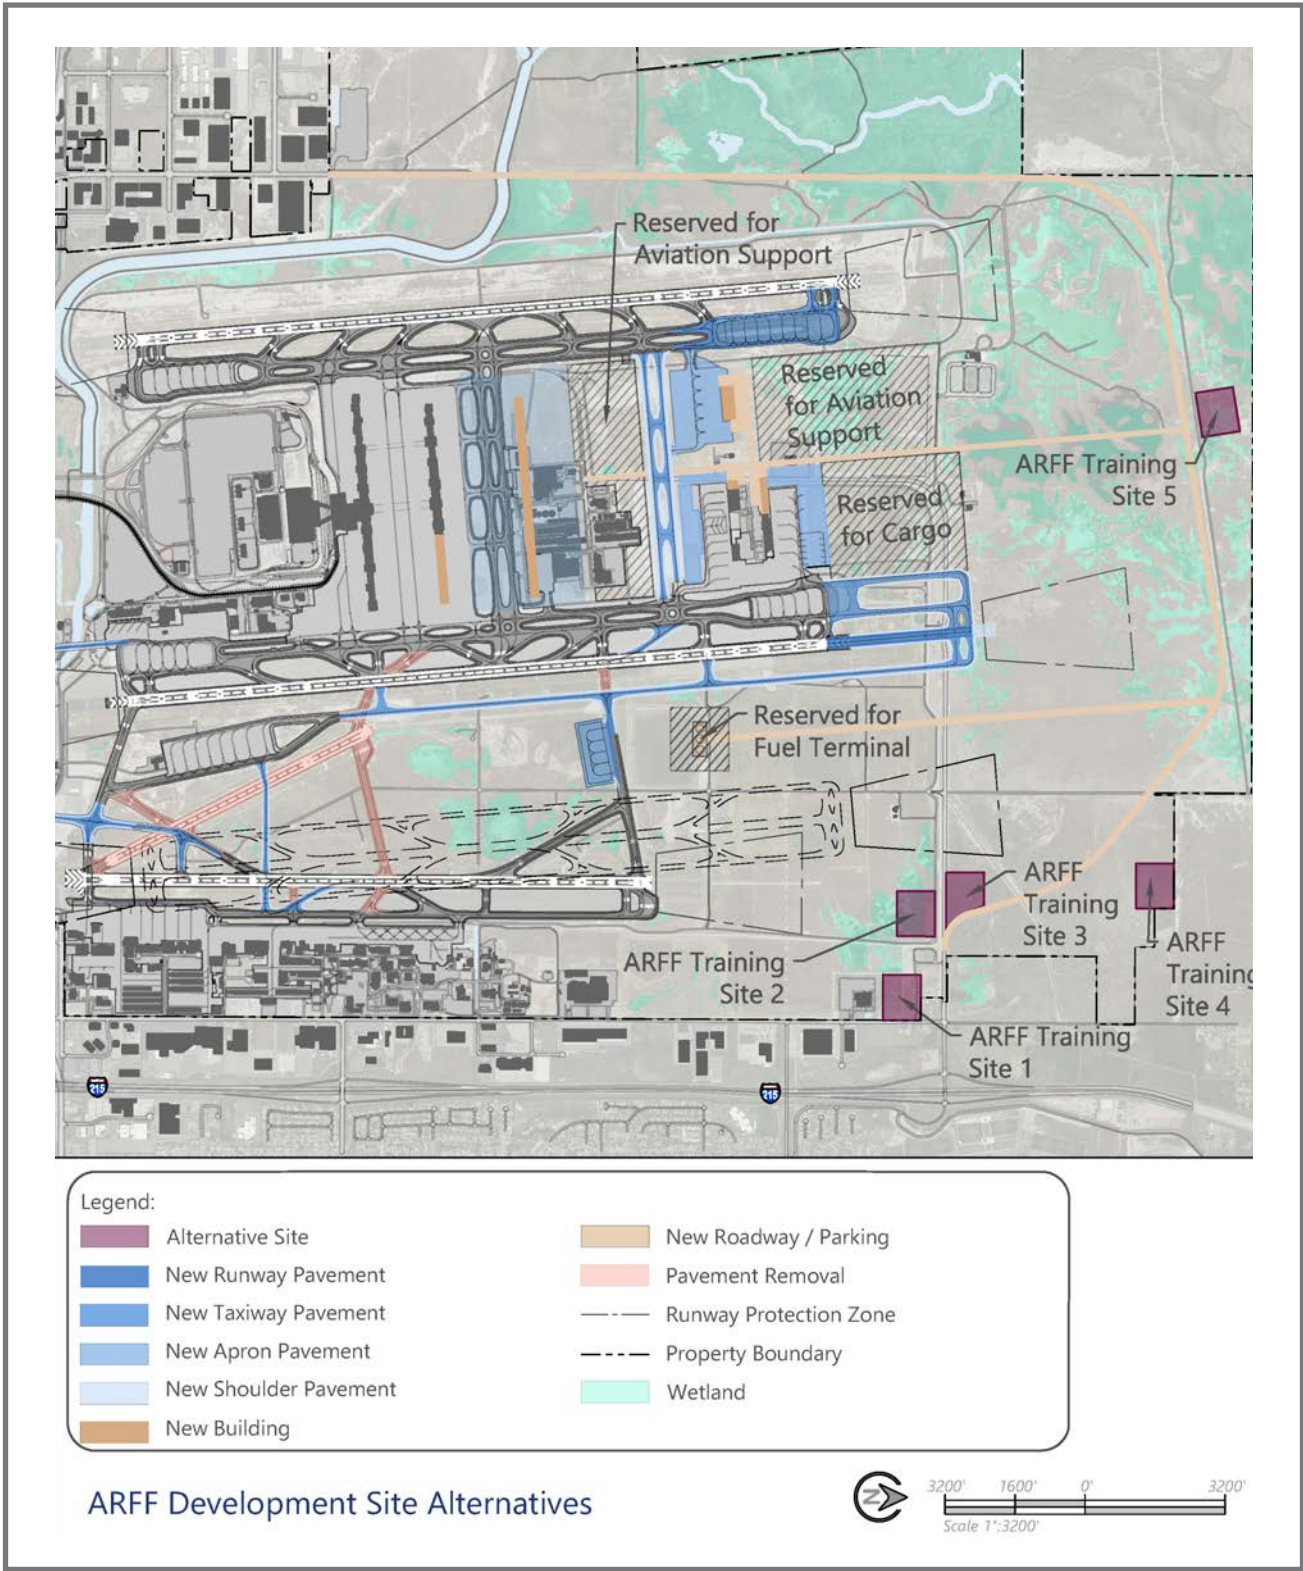 Reserved for
Aviation Support
Reserved
for Aviation
Support
ARFF Training
Site 5
Reserved
for Cargo
Reserved for
Fuel Terminal
ARFF
Training
Site 3
ARFF Training
Site 2
ARFF
Training
Site 4
ARFF Training
Site 1
215
215
Legend:
Alternative Site
New Runway Pavement
New Taxiway Pavement
New Apron Pavement
New Shoulder Pavement
New Building
New Roadway / Parking
Pavement Removal
Runway Protection Zone
Property Boundary
Wetland
ARFF Development Site Alternatives
N
3200' 1600' 0' 3200'
Scale 1":3200'